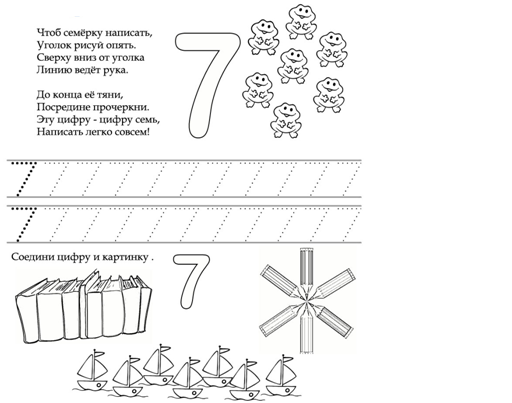 Чтоб семёрку написать,
Уголок рисуй опять.
Сверху вниз от уголка
Линию ведёт рука.
До конца её тяни,
Посредине прочеркни.
Эту цифру - цифру семь,
Написать легко совсем!
7
7
7
Соедини цифру и картинку .
7